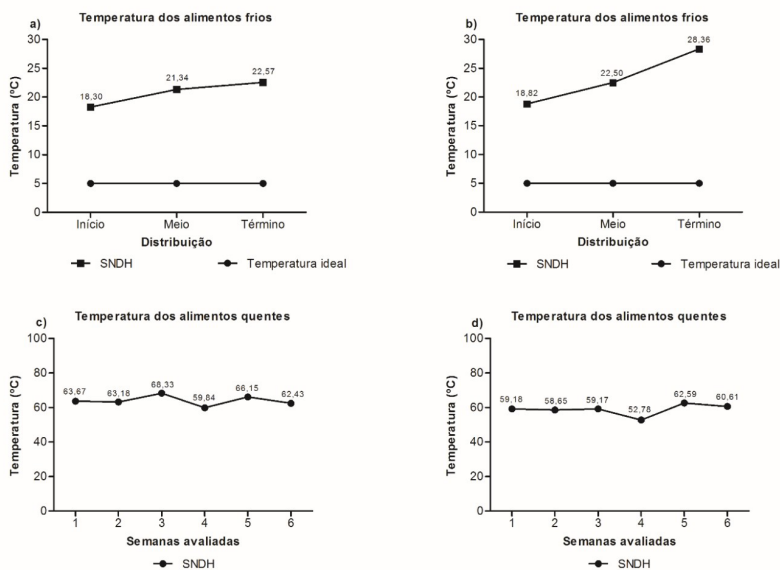 a)
Temperatura dos alimentos frios
30
25
20
15
10
5
0
Temperatura (ºC)
18,30
21,34
22,57
Início
Meio
Término
Distribuição
SNDH
Temperatura ideal
b)
Temperatura dos alimentos frios
30
25
20
15
10
5
0
Temperatura (ºC)
18,82
22,50
28,36
Início
Meio
Término
Distribuição
SNDH
Temperatura ideal
c)
Temperatura dos alimentos quentes
100
80
60
40
20
0
Temperatura (ºC)
63,67
63,18
68,33
59,84
66,15
62,43
1
2
3
4
5
6
Semanas avaliadas
SNDH
d)
Temperatura dos alimentos quentes
100
80
60
40
20
0
Temperatura (ºC)
59,18
58,65
59,17
52,78
62,59
60,61
1
2
3
4
5
6
Semanas avaliadas
SNDH